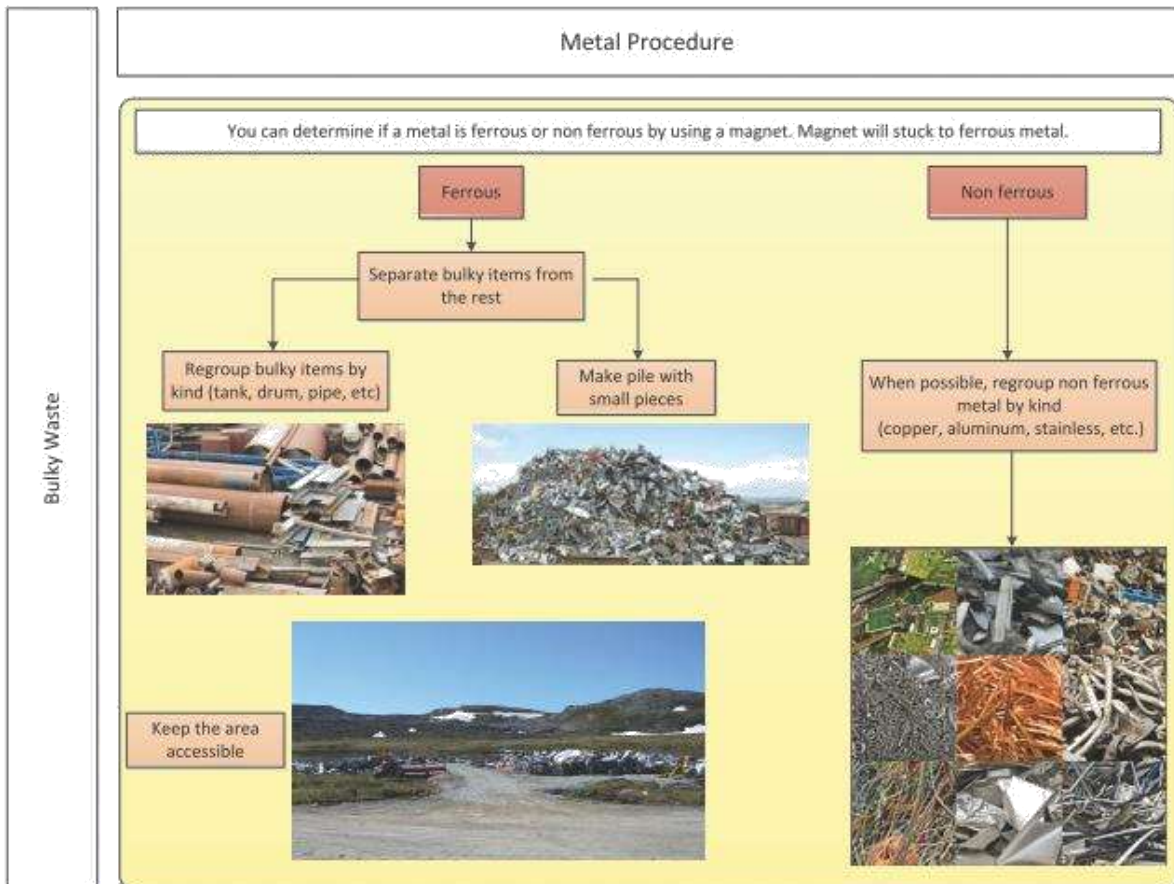 Metal Procedure
Bulky Waste
You can determine if a metal is ferrous or non ferrous by using a magnet. Magnet will stuck to ferrous metal.
Ferrous
Non ferrous
Separate bulky items from
the rest
Regroup bulky items by
kind (tank, drum, pipe, etc)
Make pile with
small pieces
When possible, regroup non ferrous
metal by kind
(copper, aluminum, stainless, etc.)
Keep the area
accessible